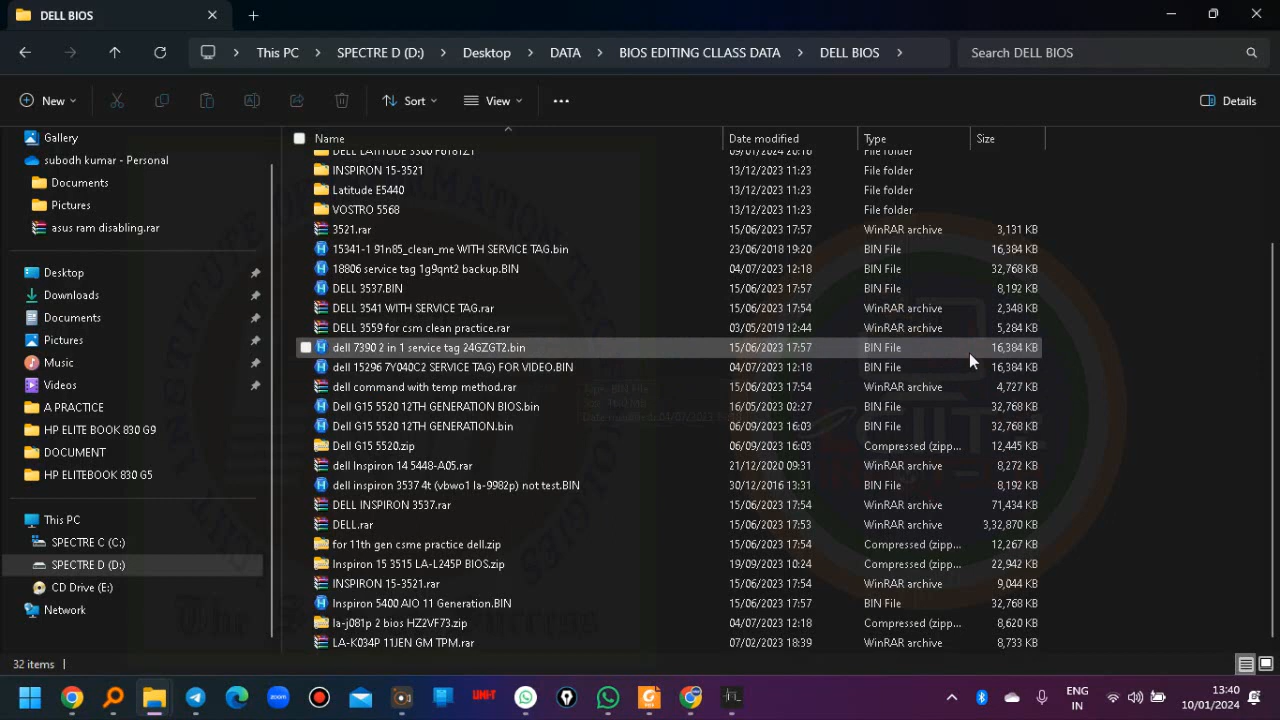 DELL BIOS
This PC > SPECTRE D (D:) > Desktop > DATA > BIOS EDITING CLLASS DATA > DELL BIOS >
Search DELL BIOS
New
Sort
View
Details
Name Date modified Type Size
Gallery
subodh kumar - Personal
Documents
Pictures
asus ram disabling.rar
Desktop
Downloads
Documents
Pictures
Music
Videos
A PRACTICE
HP ELITE BOOK 830 G9
DOCUMENT
HP ELITEBOOK 830 G5
This PC
SPECTRE C (C:)
SPECTRE D (D:)
CD Drive (E:)
Network
INSPIRON 15-3521 13/12/2023 11:23 File folder
Latitude E5440 13/12/2023 11:23 File folder
VOSTRO 5568 13/12/2023 11:23 File folder
3521.rar 15/06/2023 17:57 WinRAR archive 3,131 KB
15341-1 91n85_clean_me WITH SERVICE TAG.bin 23/06/2018 19:20 BIN File 16,384 KB
18806 service tag 1g9qnt2 backup.BIN 04/07/2023 12:18 BIN File 32,768 KB
DELL 3537.BIN 15/06/2023 17:57 BIN File 8,192 KB
DELL 3541 WITH SERVICE TAG.rar 15/06/2023 17:54 WinRAR archive 2,348 KB
DELL 3559 for csm clean practice.rar 03/05/2019 12:44 WinRAR archive 5,284 KB
dell 7390 2 in 1 service tag 24GZGT2.bin 15/06/2023 17:57 BIN File 16,384 KB
dell 15296 7Y040C2 SERVICE TAG) FOR VIDEO.BIN 04/07/2023 12:18 BIN File 16,384 KB
dell command with temp method.rar 15/06/2023 17:54 WinRAR archive 4,727 KB
Dell G15 5520 12TH GENERATION BIOS.bin 16/05/2023 02:27 BIN File 32,768 KB
Dell G15 5520 12TH GENERATION.bin 06/09/2023 16:03 BIN File 32,768 KB
Dell G15 5520.zip 06/09/2023 16:03 Compressed (zipp... 12,445 KB
dell Inspiron 14 5448-A05.rar 21/12/2020 09:31 WinRAR archive 8,272 KB
dell inspiron 3537 4t (vbwo1 la-9982p) not test.BIN 30/12/2016 13:31 BIN File 8,192 KB
DELL INSPIRON 3537.rar 15/06/2023 17:54 WinRAR archive 71,434 KB
DELL.rar 15/06/2023 17:53 WinRAR archive 3,32,870 KB
for 11th gen csme practice dell.zip 15/06/2023 17:54 Compressed (zipp... 12,267 KB
Inspiron 15 3515 LA-L245P BIOS.zip 19/09/2023 10:24 Compressed (zipp... 22,942 KB
INSPIRON 15-3521.rar 15/06/2023 17:54 WinRAR archive 9,044 KB
Inspiron 5400 AIO 11 Generation.BIN 15/06/2023 17:57 BIN File 32,768 KB
la-j081p 2 bios HZ2VF73.zip 04/07/2023 12:18 Compressed (zipp... 8,620 KB
LA-K034P 11JEN GM TPM.rar 07/02/2023 18:39 WinRAR archive 8,733 KB
32 items
zoom
UNIT
ENG
IN
13:40
10/01/2024